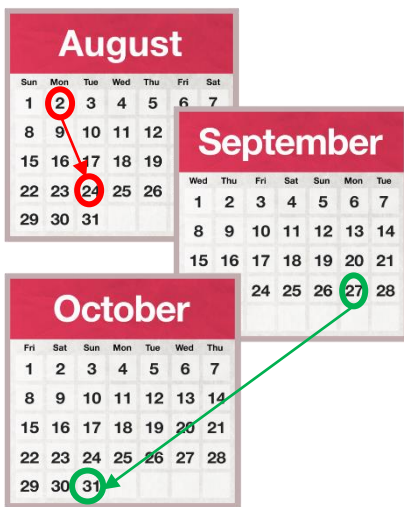 August
Sun Mon Tue Wed Thu Fri Sat
1 2 3 4 5 6 7
8 9 10 11 12
15 16 17 18 19
22 23 24 25 26
29 30 31
September
Wed Thu Fri Sat Sun Mon Tue
1 2 3 4 5 6 7
8 9 10 11 12 13 14
15 16 17 18 19 20 21
24 25 26 27 28
October
Fri Sat Sun Mon Tue Wed Thu
1 2 3 4 5 6 7
8 9 10 11 12 13 14
15 16 17 18 19 20 21
22 23 24 25 26 27 28
29 30 31